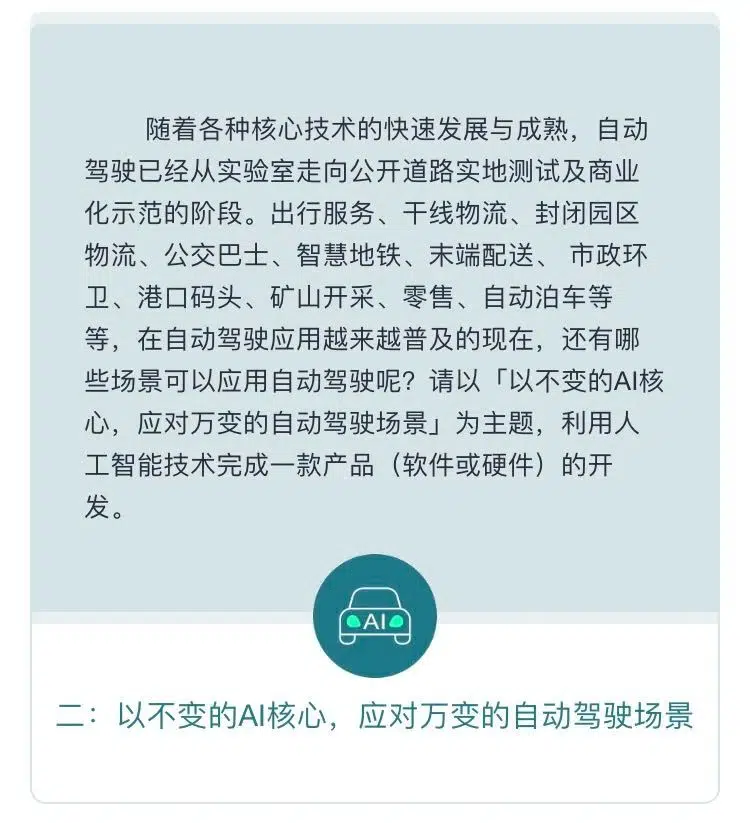 随着各种核心技术的快速发展与成熟，自动
驾驶已经从实验室走向公开道路实地测试及商业
化示范的阶段。出行服务、干线物流、封闭园区
物流、公交巴士、智慧地铁、末端配送、 市政环
卫、港口码头、矿山开采、零售、自动泊车等
等，在自动驾驶应用越来越普及的现在，还有哪
些场景可以应用自动驾驶呢？请以「以不变的AI核
心，应对万变的自动驾驶场景」为主题，利用人
工智能技术完成一款产品（软件或硬件）的开
发。
AI
二：以不变的AI核心，应对万变的自动驾驶场景